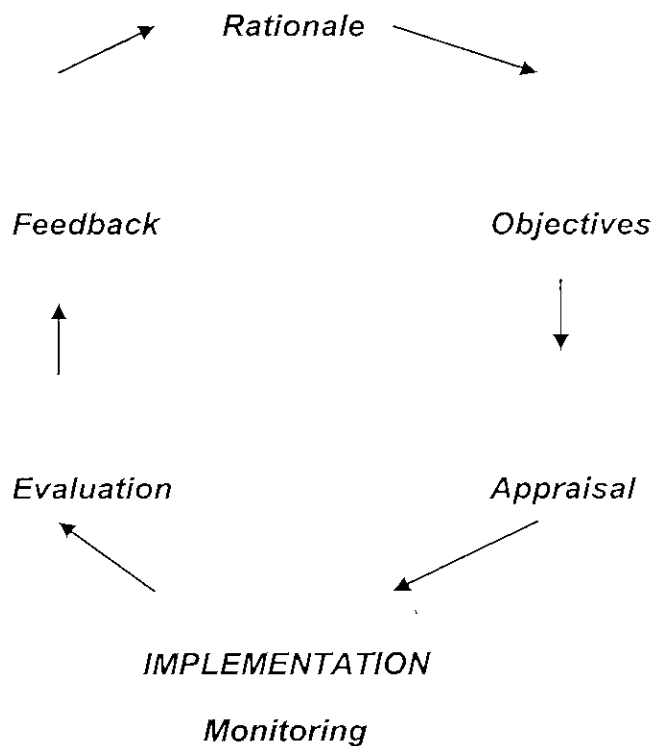 Rationale
Feedback
Objectives
Evaluation
Appraisal
IMPLEMENTATION
Monitoring